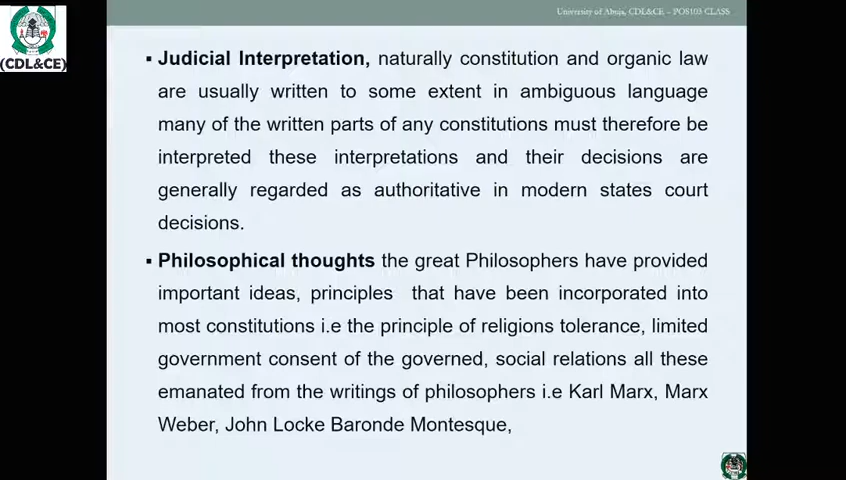 University of Abuja, CDL&CE – POS103 CLASS
(CDL&CE)
▪ Judicial Interpretation, naturally constitution and organic law
are usually written to some extent in ambiguous language
many of the written parts of any constitutions must therefore be
interpreted these interpretations and their decisions are
generally regarded as authoritative in modern states court
decisions.
▪ Philosophical thoughts the great Philosophers have provided
important ideas, principles that have been incorporated into
most constitutions i.e the principle of religions tolerance, limited
government consent of the governed, social relations all these
emanated from the writings of philosophers i.e Karl Marx, Marx
Weber, John Locke Baronde Montesque,